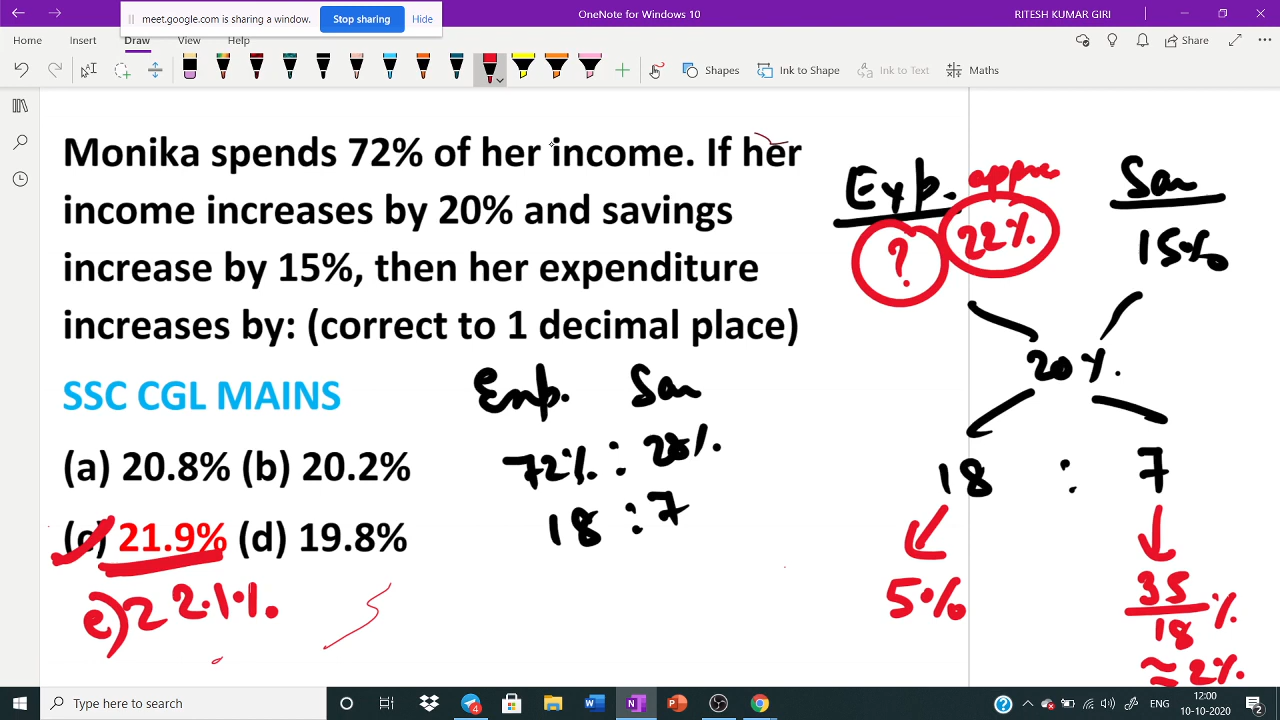 meet.google.com is sharing a window. Stop sharing Hide
OneNote for Windows 10
RITESH KUMAR GIRI
Home Insert Draw View Help
Share
Shapes Ink to Shape Ink to Text Maths
Monika spends 72% of her income. If her
income increases by 20% and savings
increase by 15%, then her expenditure
increases by: (correct to 1 decimal place)
SSC CGL MAINS
(a) 20.8% (b) 20.2%
(c) 21.9% (d) 19.8%
e) 22.1%.
Exp. Sav
72% : 28%.
18 : 7
Exp. approx Sav
? 22% 15%
20%.
18 : 7
5% 35/18 %
≈ 2%
Type here to search
4
ENG
12:00
10-10-2020
2